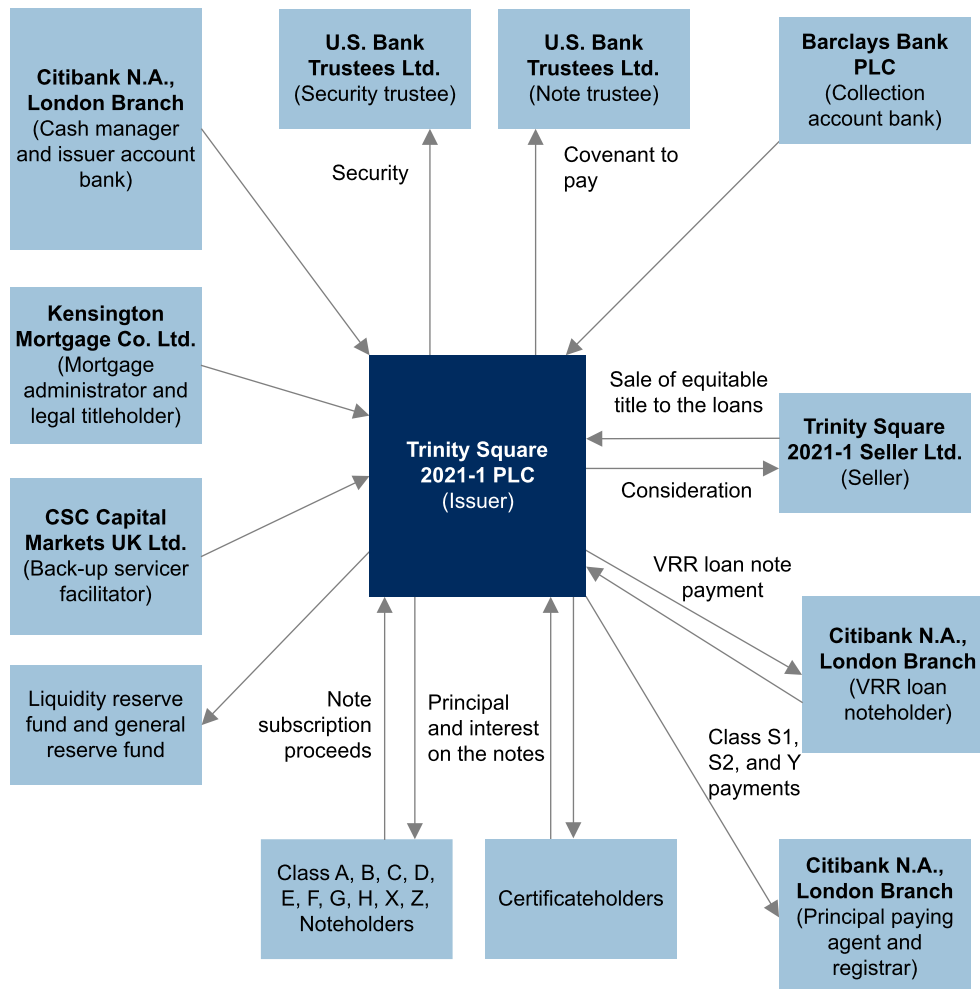 Citibank N.A.,
London Branch
(Cash manager
and issuer account
bank)
U.S. Bank
Trustees Ltd.
(Security trustee)
U.S. Bank
Trustees Ltd.
(Note trustee)
Barclays Bank
PLC
(Collection
account bank)
Security
Covenant to
pay
Kensington
Mortgage Co. Ltd.
(Mortgage
administrator and
legal titleholder)
Trinity Square
2021-1 PLC
(Issuer)
Sale of equitable
title to the loans
Consideration
Trinity Square
2021-1 Seller Ltd.
(Seller)
CSC Capital
Markets UK Ltd.
(Back-up servicer
facilitator)
VRR loan note
payment
Citibank N.A.,
London Branch
(VRR loan
noteholder)
Liquidity reserve
fund and general
reserve fund
Note
subscription
proceeds
Principal
and interest
on the notes
Class S1,
S2, and Y
payments
Class A, B, C, D,
E, F, G, H, X, Z,
Noteholders
Certificateholders
Citibank N.A.,
London Branch
(Principal paying
agent and
registrar)